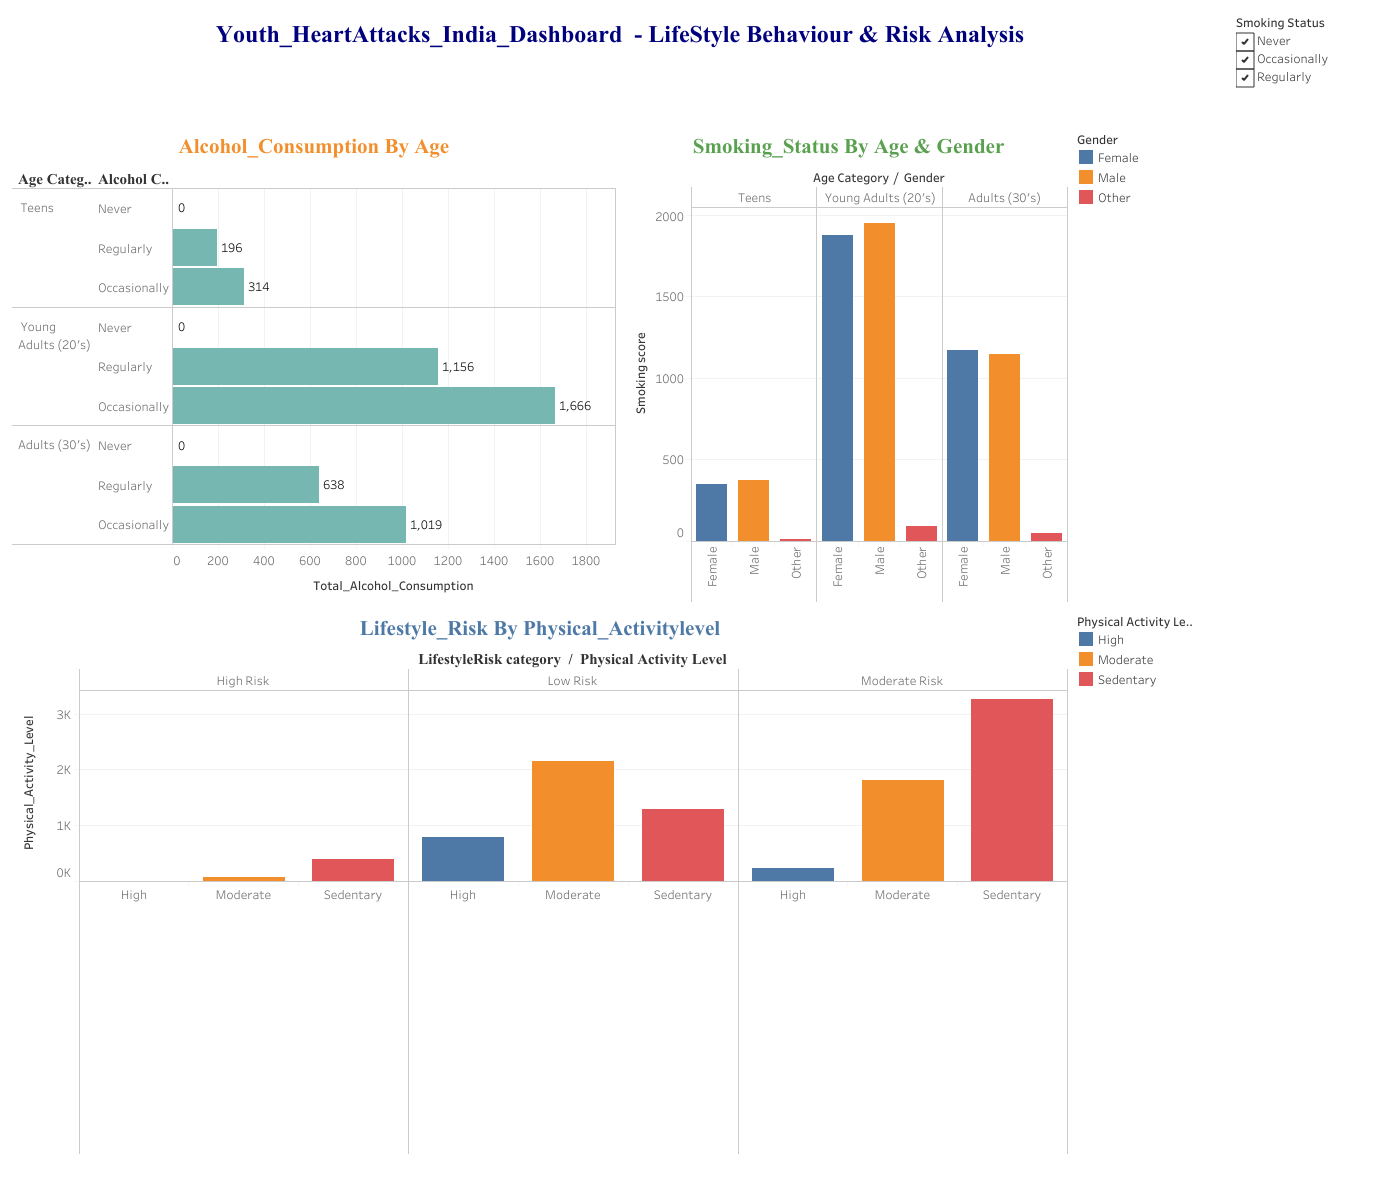 Youth_HeartAttacks_India_Dashboard - LifeStyle Behaviour & Risk Analysis
Smoking Status
Never
Occasionally
Regularly
Alcohol_Consumption By Age
Age Categ.. Alcohol C..
Teens Never 0
Regularly 196
Occasionally 314
Young Adults (20's) Never 0
Regularly 1,156
Occasionally 1,666
Adults (30's) Never 0
Regularly 638
Occasionally 1,019
0 200 400 600 800 1000 1200 1400 1600 1800
Total_Alcohol_Consumption
Smoking_Status By Age & Gender
Age Category / Gender
Teens Young Adults (20's) Adults (30's)
2000
1500
1000
500
0
Smoking score
Female Male Other Female Male Other Female Male Other
Gender
Female
Male
Other
Lifestyle_Risk By Physical_Activitylevel
LifestyleRisk category / Physical Activity Level
High Risk Low Risk Moderate Risk
3K
2K
1K
0K
Physical_Activity_Level
High Moderate Sedentary High Moderate Sedentary High Moderate Sedentary
Physical Activity Le..
High
Moderate
Sedentary